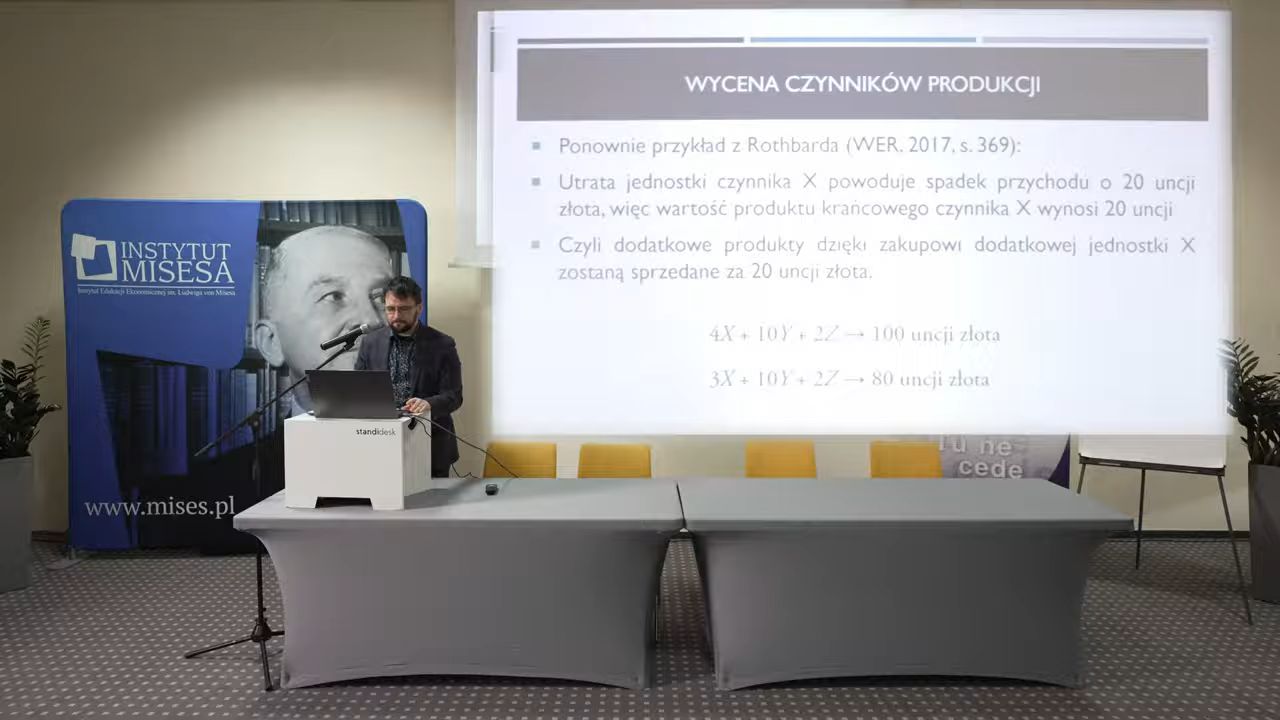 WYCENA CZYNNIKÓW PRODUKCJI
Ponownie przykład z Rothbarda (WER, 2017, s. 369):
Utrata jednostki czynnika X powoduje spadek przychodu o 20 uncji
złota, więc wartość produktu krańcowego czynnika X wynosi 20 uncji
Czyli dodatkowe produkty dzięki zakupowi dodatkowej jednostki X
zostaną sprzedane za 20 uncji złota.
4X + 10Y + 2Z → 100 uncji złota
3X + 10Y + 2Z → 80 uncji złota
INSTYTUT
MISESA
Instytut Edukacji Ekonomicznej im. Ludwiga von Misesa
www.mises.pl
standidesk
Tu ne
cede